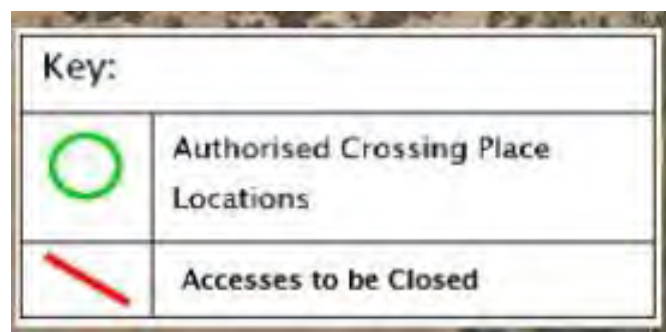 Key:
Authorised Crossing Place
Locations
Accesses to be Closed